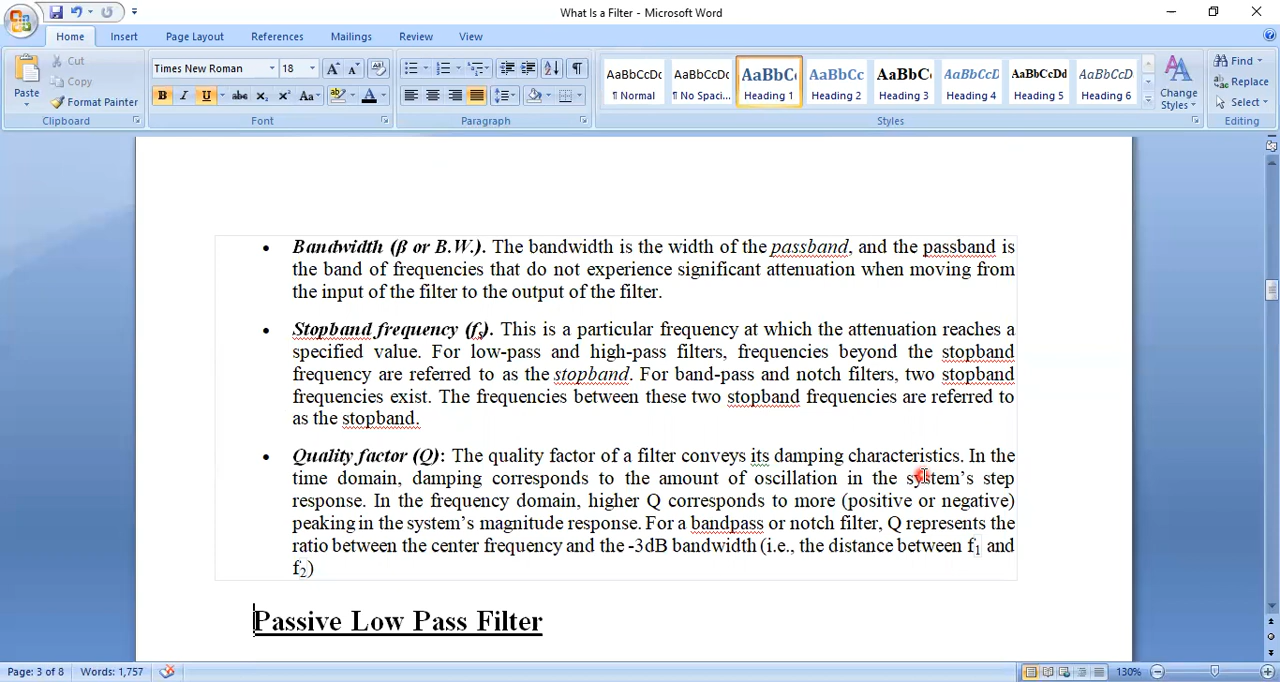 What Is a Filter - Microsoft Word
Home Insert Page Layout References Mailings Review View
Paste
Cut
Copy
Format Painter
Clipboard
Times New Roman 18
Font
Paragraph
AaBbCcDc AaBbCcDc AaBbC AaBbCc AaBbC AaBbCcD AaBbCcDd AaBbCcD
¶ Normal ¶ No Spaci... Heading 1 Heading 2 Heading 3 Heading 4 Heading 5 Heading 6
Change Styles
Styles
Find
Replace
Select
Editing
• Bandwidth (β or B.W.). The bandwidth is the width of the passband, and the passband is
the band of frequencies that do not experience significant attenuation when moving from
the input of the filter to the output of the filter.
• Stopband frequency (fs). This is a particular frequency at which the attenuation reaches a
specified value. For low-pass and high-pass filters, frequencies beyond the stopband
frequency are referred to as the stopband. For band-pass and notch filters, two stopband
frequencies exist. The frequencies between these two stopband frequencies are referred to
as the stopband.
• Quality factor (Q): The quality factor of a filter conveys its damping characteristics. In the
time domain, damping corresponds to the amount of oscillation in the system’s step
response. In the frequency domain, higher Q corresponds to more (positive or negative)
peaking in the system’s magnitude response. For a bandpass or notch filter, Q represents the
ratio between the center frequency and the -3dB bandwidth (i.e., the distance between f1 and
f2)
Passive Low Pass Filter
Page: 3 of 8 Words: 1,757 130%